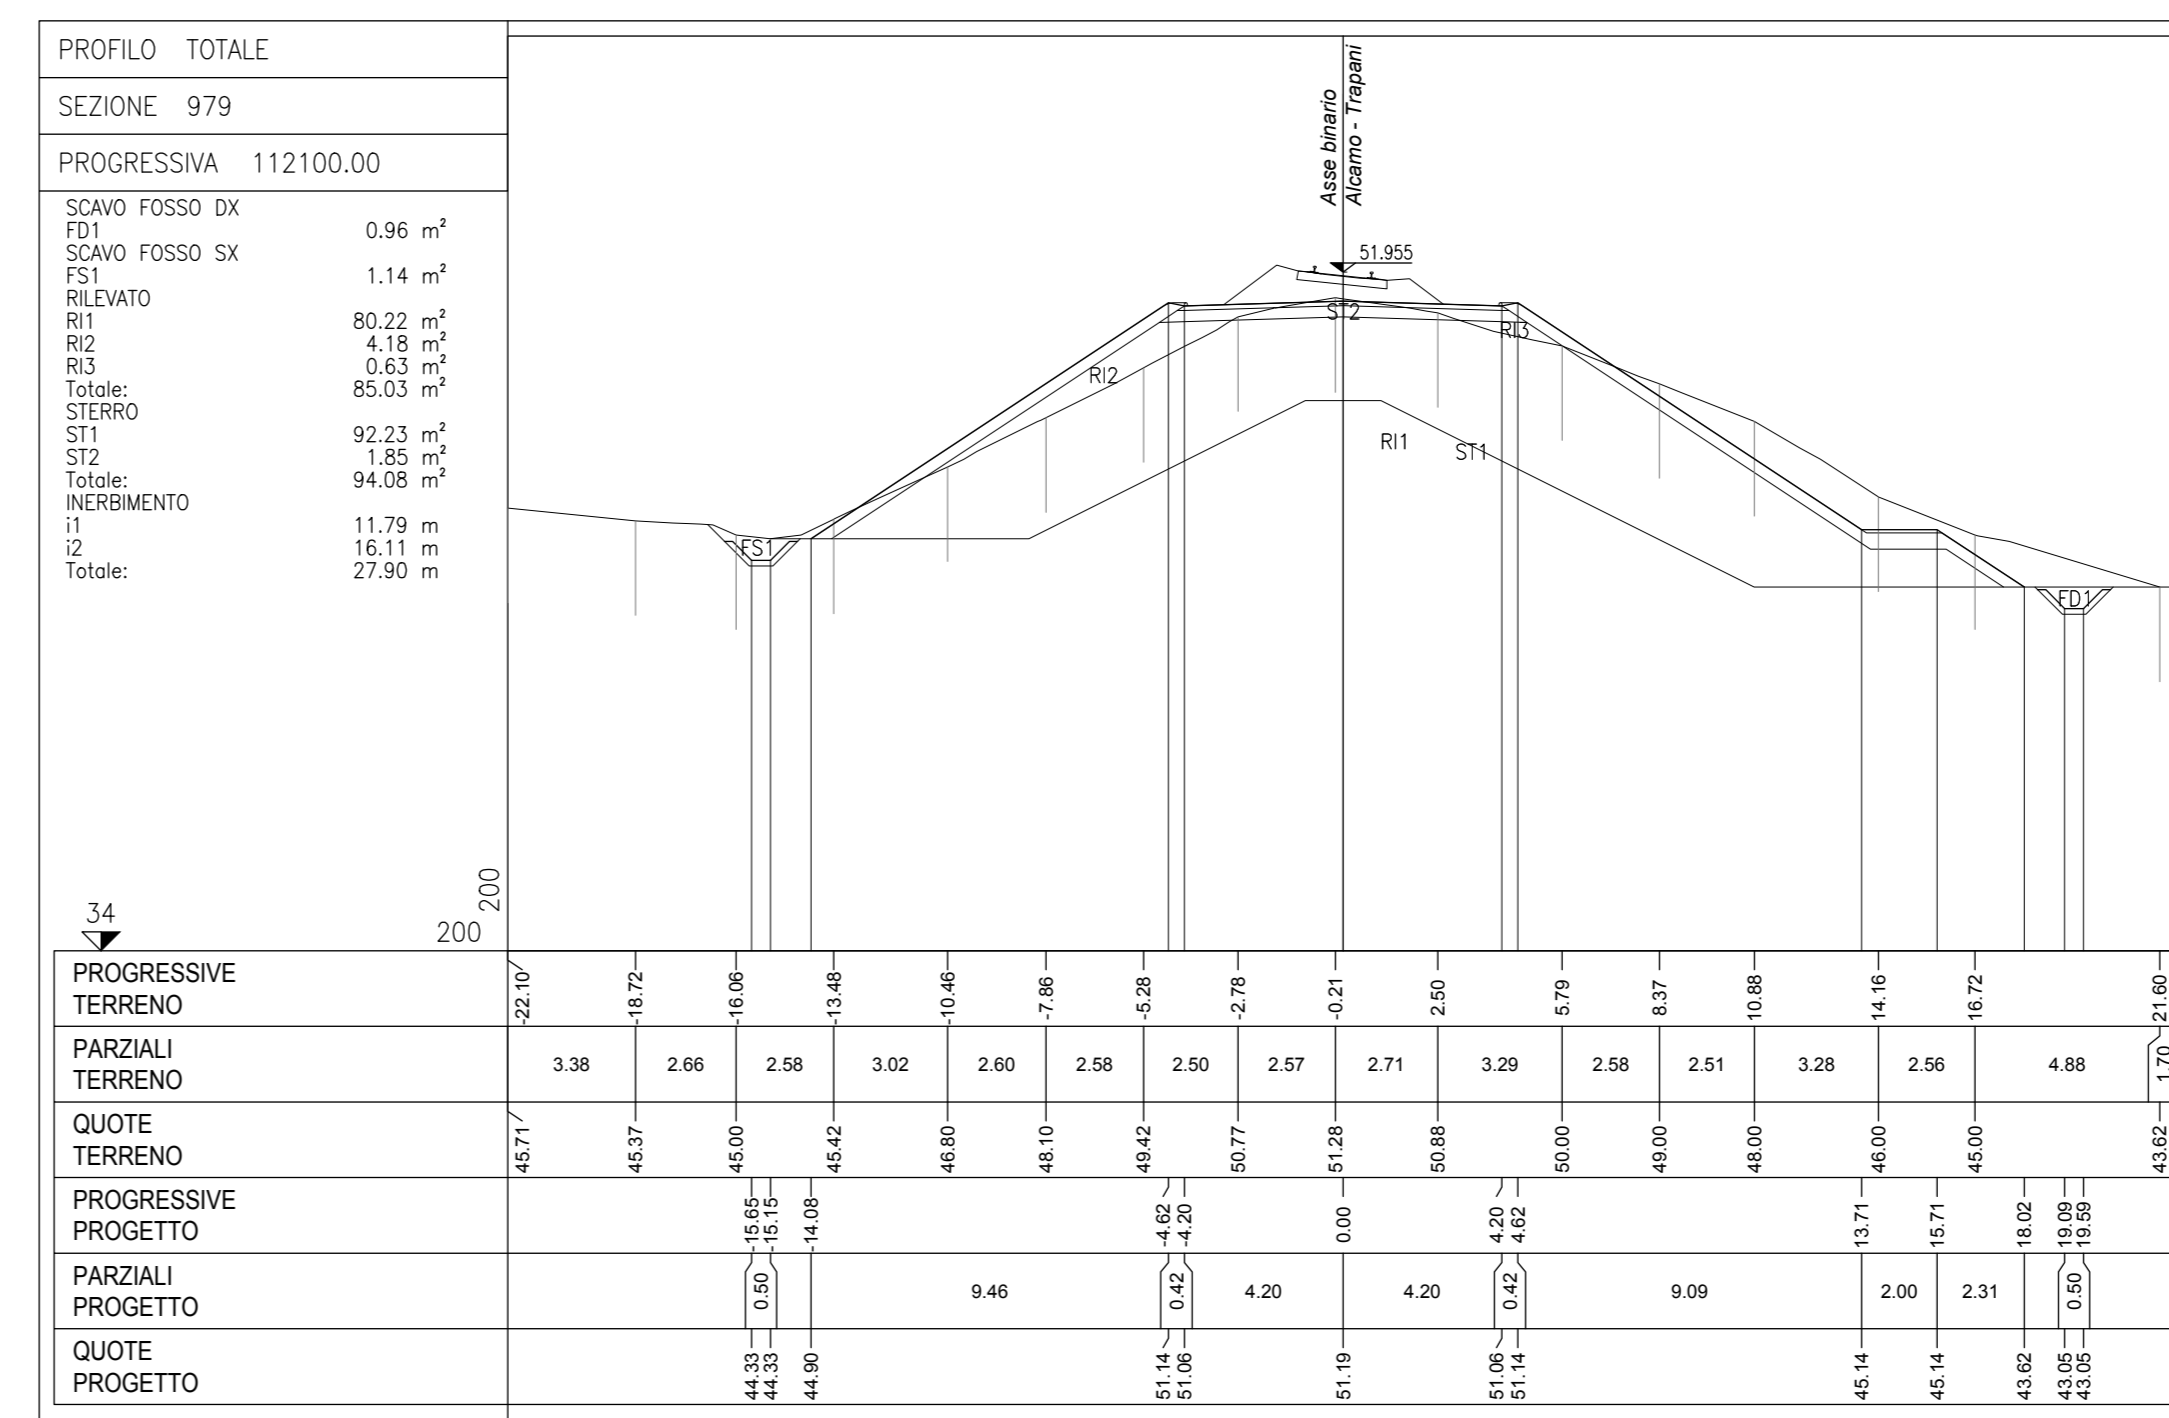 PROFILO TOTALE
SEZIONE 979
PROGRESSIVA 112100.00
SCAVO FOSSO DX
FD1 0.96 m²
SCAVO FOSSO SX
FS1 1.14 m²
RILEVATO
RI1 80.22 m²
RI2 4.18 m²
RI3 0.63 m²
Totale: 85.03 m²
STERRO
ST1 92.23 m²
ST2 1.85 m²
Totale: 94.08 m²
INERBIMENTO
i1 11.79 m
i2 16.11 m
Totale: 27.90 m
Asse binario
Alcamo - Trapani
51.955
ST2
RI3
RI2
RI1
ST1
FS1
FD1
34
200
200
PROGRESSIVE
TERRENO
-22.10 -18.72 -16.06 -13.48 -10.46 -7.86 -5.28 -2.78 -0.21 2.50 5.79 8.37 10.88 14.16 16.72 21.60
PARZIALI
TERRENO
3.38 2.66 2.58 3.02 2.60 2.58 2.50 2.57 2.71 3.29 2.58 2.51 3.28 2.56 4.88 1.70
QUOTE
TERRENO
45.71 45.37 45.00 45.42 46.80 48.10 49.42 50.77 51.28 50.88 50.00 49.00 48.00 46.00 45.00 43.62
PROGRESSIVE
PROGETTO
-15.65 -15.15 -14.08 -4.62 -4.20 0.00 4.20 4.62 13.71 15.71 18.02 19.09 19.59
PARZIALI
PROGETTO
0.50 9.46 0.42 4.20 4.20 0.42 9.09 2.00 2.31 0.50
QUOTE
PROGETTO
44.33 44.33 44.90 51.14 51.06 51.19 51.06 51.14 45.14 45.14 43.62 43.05 43.05